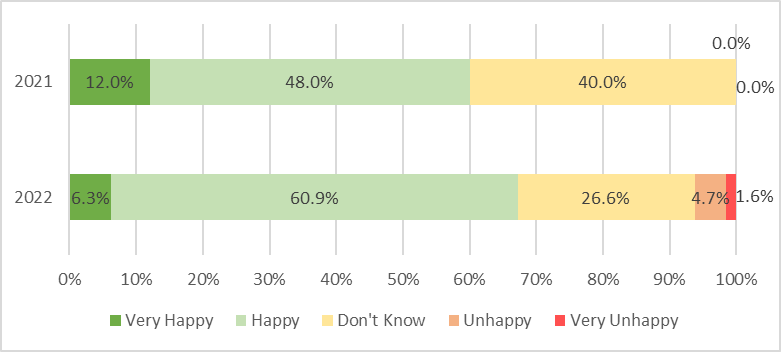 0.0%
2021 12.0% 48.0% 40.0% 0.0%
2022 6.3% 60.9% 26.6% 4.7% 1.6%
0% 10% 20% 30% 40% 50% 60% 70% 80% 90% 100%
Very Happy Happy Don't Know Unhappy Very Unhappy